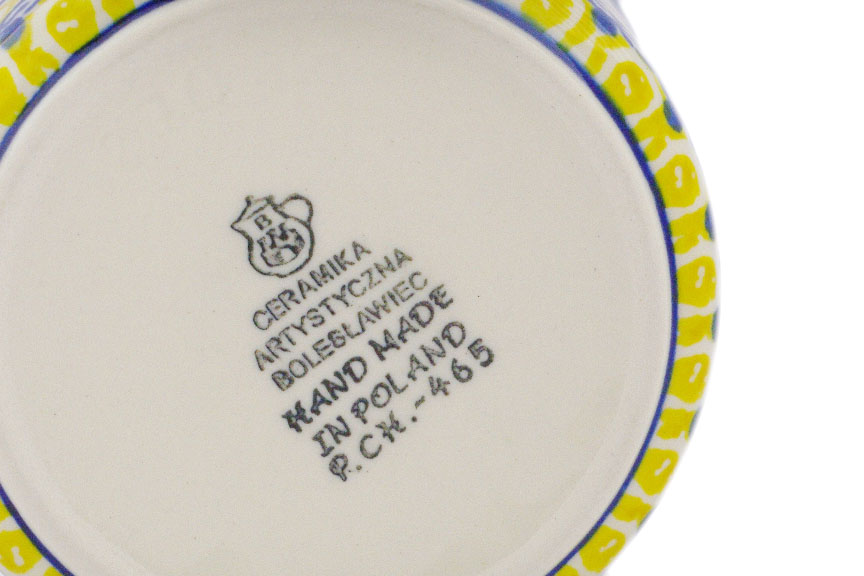 B
CERAMIKA
ARTYSTYCZNA
BOLESŁAWIEC
HAND MADE
IN POLAND
P.CH.-465